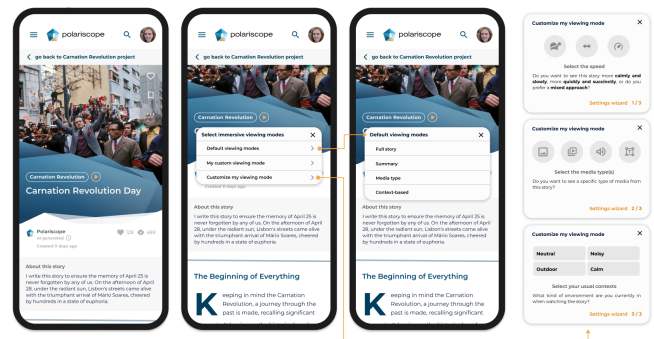 polariscope
go back to Carnation Revolution project
Carnation Revolution
Carnation Revolution Day
Polariscope
AI generated
Created 11 days ago
126
489
About this story
I write this story to ensure the memory of April 25 is
never forgotten by any of us. On the afternoon of April
28, under the radiant sun, Lisbon's streets came alive
with the triumphant arrival of Mário Soares, cheered
by hundreds in a state of euphoria.
polariscope
go back to Carnation Revolution project
Carnation Revolution
Select immersive viewing modes
Default viewing modes
My custom viewing mode
Customize my viewing mode
Created 11 days ago
About this story
I write this story to ensure the memory of April 25 is
never forgotten by any of us. On the afternoon of April
28, under the radiant sun, Lisbon's streets came alive
with the triumphant arrival of Mário Soares, cheered
by hundreds in a state of euphoria.
The Beginning of Everything
Keeping in mind the Carnation
Revolution, a journey through the
past is made, recalling significant
polariscope
go back to Carnation Revolution project
Carnation Revolution
Default viewing modes
Full story
Summary
Media type
Context-based
About this story
I write this story to ensure the memory of April 25 is
never forgotten by any of us. On the afternoon of April
28, under the radiant sun, Lisbon's streets came alive
with the triumphant arrival of Mário Soares, cheered
by hundreds in a state of euphoria.
The Beginning of Everything
Keeping in mind the Carnation
Revolution, a journey through the
past is made, recalling significant
Customize my viewing mode
Select the speed
Do you want to see this story more calmly and
slowly, more quickly and succinctly, or do you
prefer a mixed approach?
Settings wizard 1 / 3
Customize my viewing mode
Select the media type(s)
Do you want to see a specific type of media from
this story?
Settings wizard 2 / 3
Customize my viewing mode
Neutral
Noisy
Outdoor
Calm
Select your usual contexts
What kind of environment are you currently in
when watching the story?
Settings wizard 3 / 3